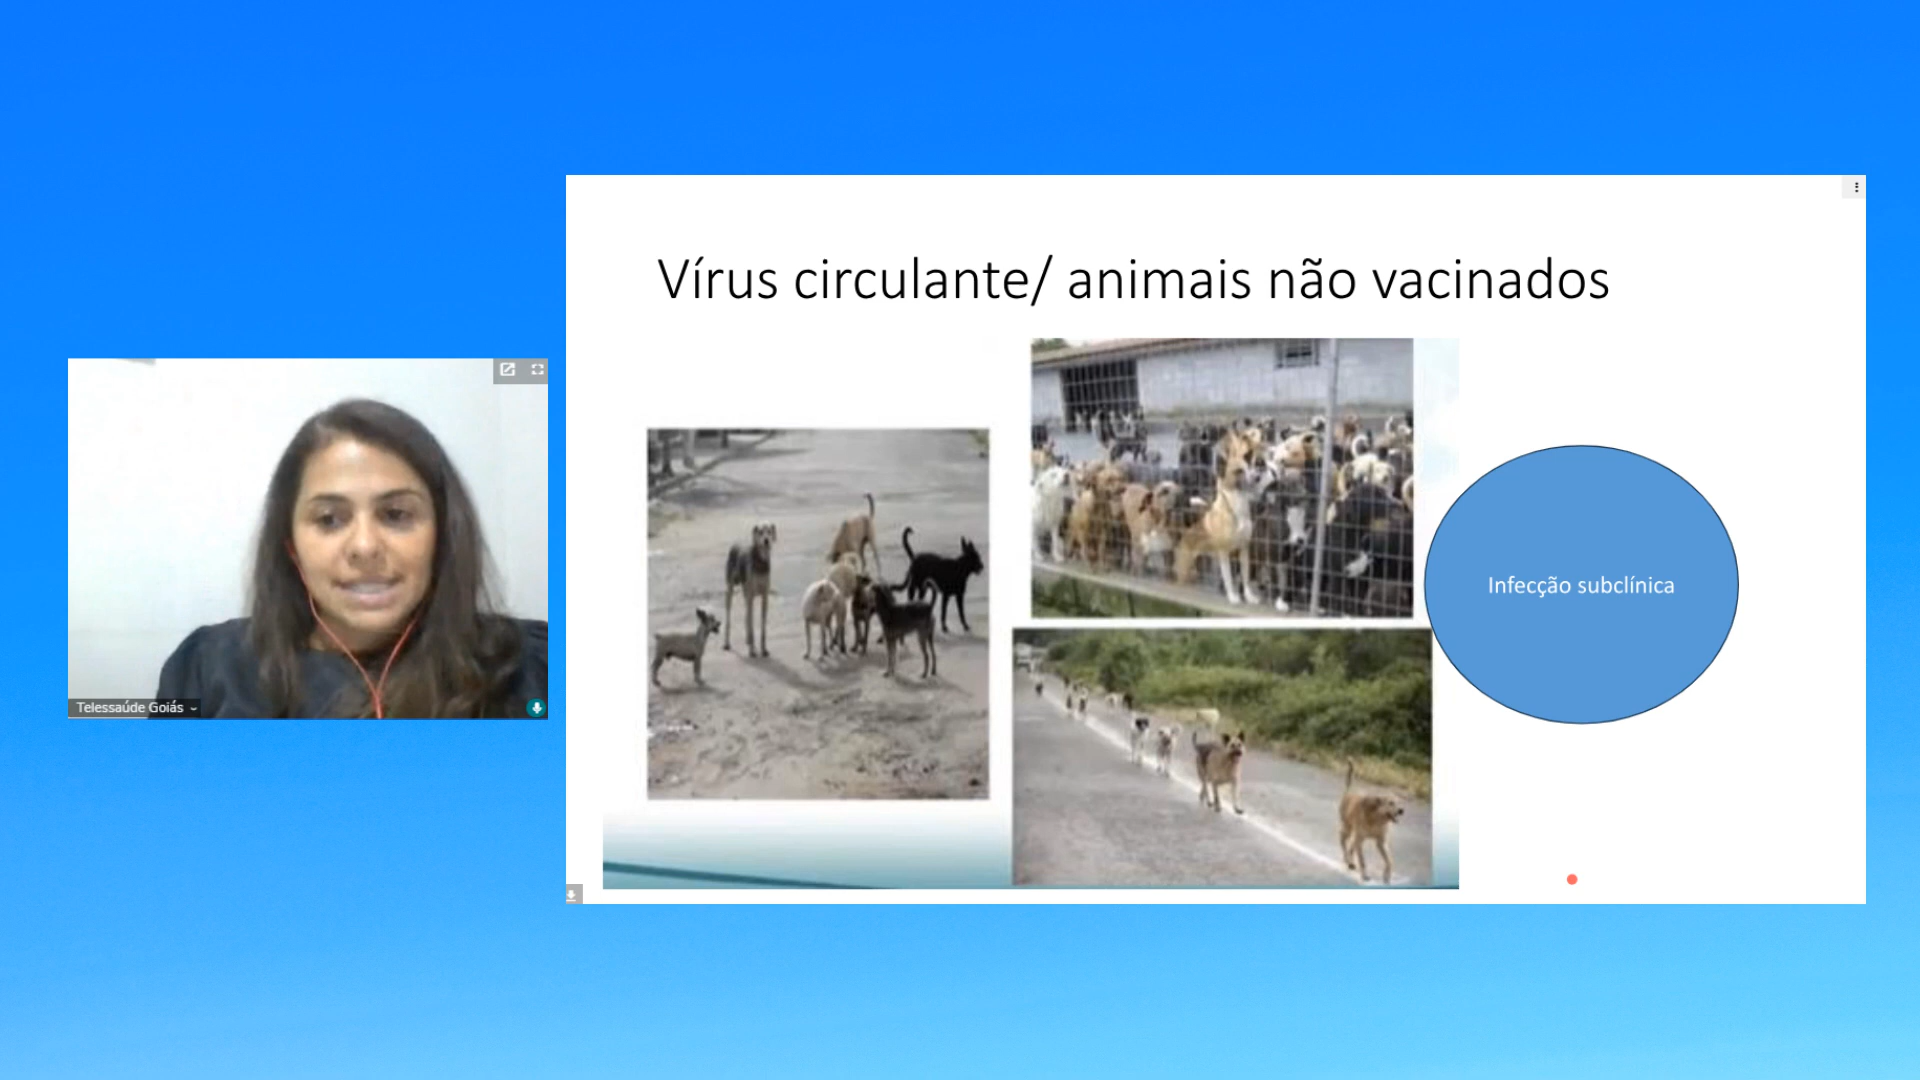 Vírus circulante/ animais não vacinados
Infecção subclínica
Telessaúde Goiás